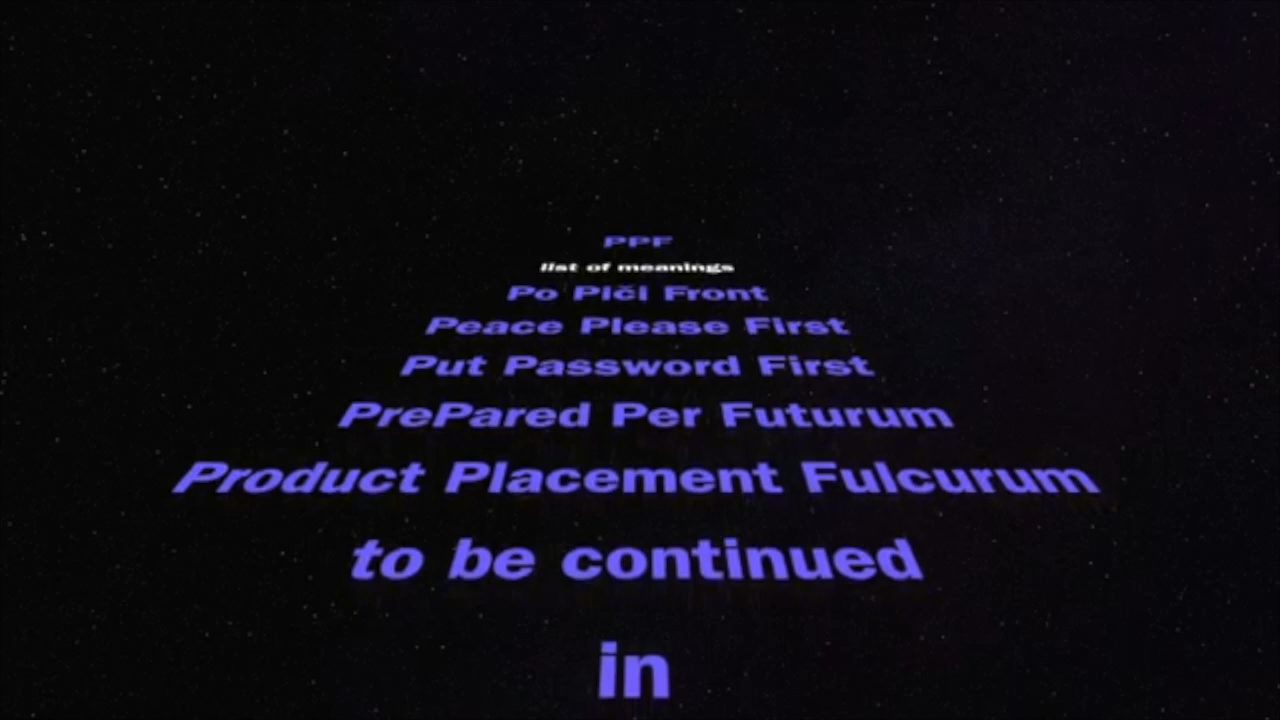 PPF
list of meanings
Po Plčl Front
Peace Please First
Put Password First
PrePared Per Futurum
Product Placement Fulcurum
to be continued
in